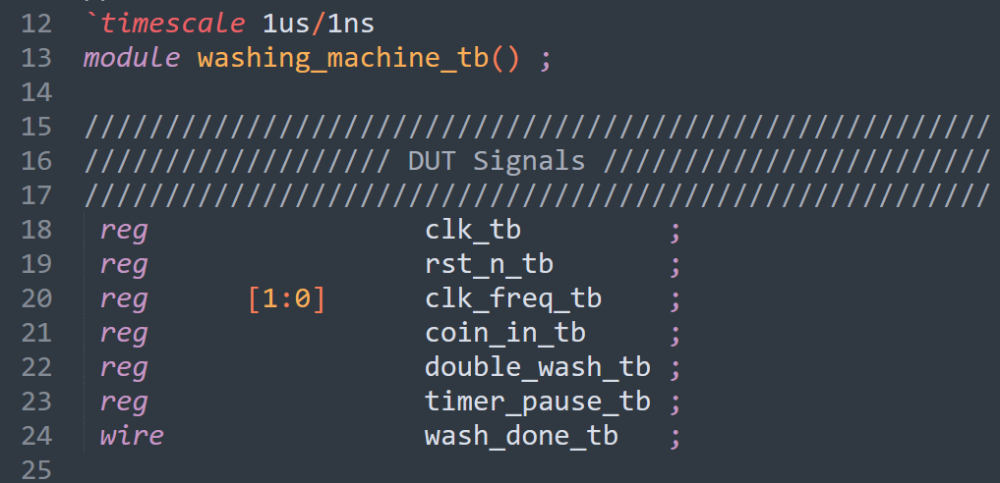 12 `timescale 1us/1ns
13 module washing_machine_tb() ;
14
15 ////////////////////////////////////////////////////////
16 /////////////////// DUT Signals ////////////////////////
17 ////////////////////////////////////////////////////////
18 reg clk_tb ;
19 reg rst_n_tb ;
20 reg [1:0] clk_freq_tb ;
21 reg coin_in_tb ;
22 reg double_wash_tb ;
23 reg timer_pause_tb ;
24 wire wash_done_tb ;
25